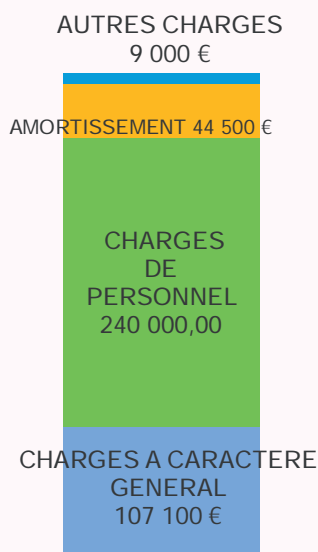 AUTRES CHARGES
9 000 €
AMORTISSEMENT 44 500 €
CHARGES
DE
PERSONNEL
240 000,00
CHARGES A CARACTERE
GENERAL
107 100 €